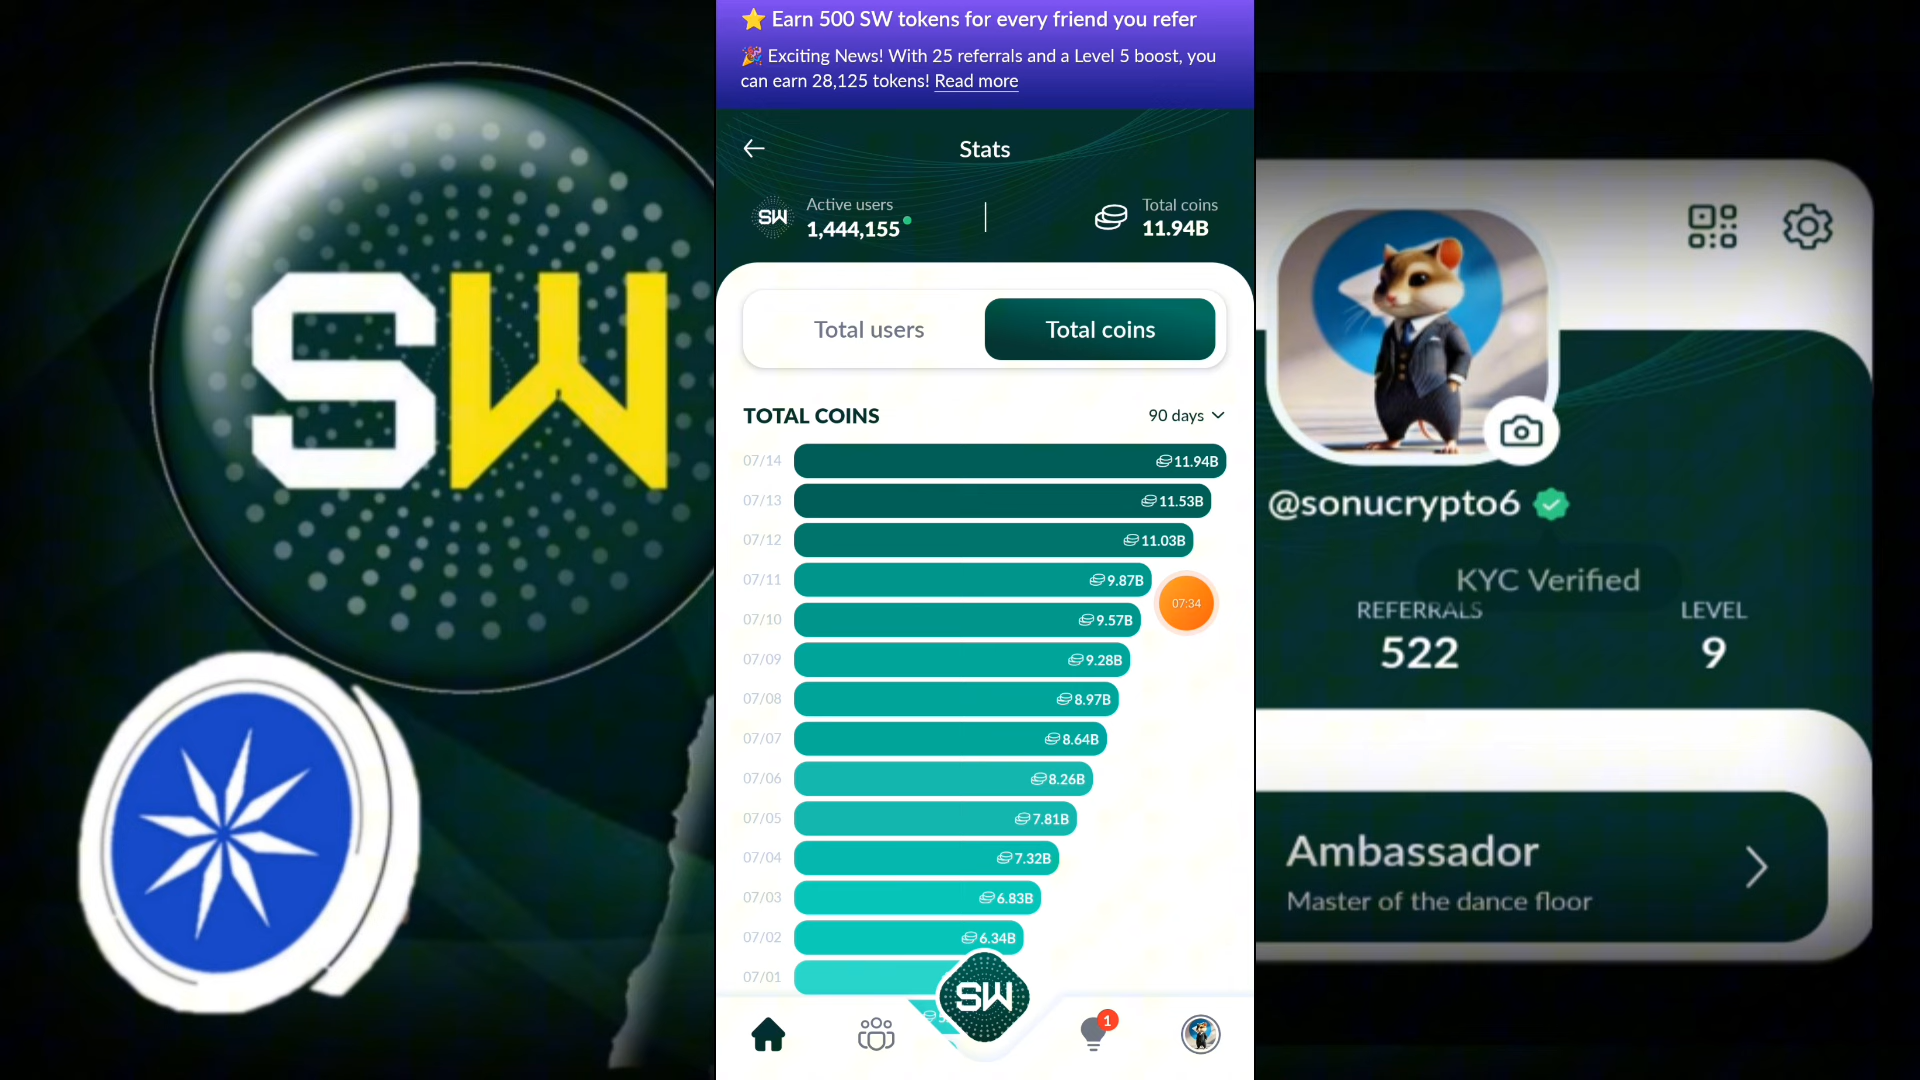 ⭐ Earn 500 SW tokens for every friend you refer
🎉 Exciting News! With 25 referrals and a Level 5 boost, you
can earn 28,125 tokens! Read more
Stats
SW
Active users
1,444,155
Total coins
11.94B
Total users
Total coins
TOTAL COINS
90 days
07/14 11.94B
07/13 11.53B
07/12 11.03B
07/11 9.87B
07:34
07/10 9.57B
07/09 9.28B
07/08 8.97B
07/07 8.64B
07/06 8.26B
07/05 7.81B
07/04 7.32B
07/03 6.83B
07/02 6.34B
07/01
SW
1
SW
@sonucrypto6
KYC Verified
REFERRALS
522
LEVEL
9
Ambassador
Master of the dance floor